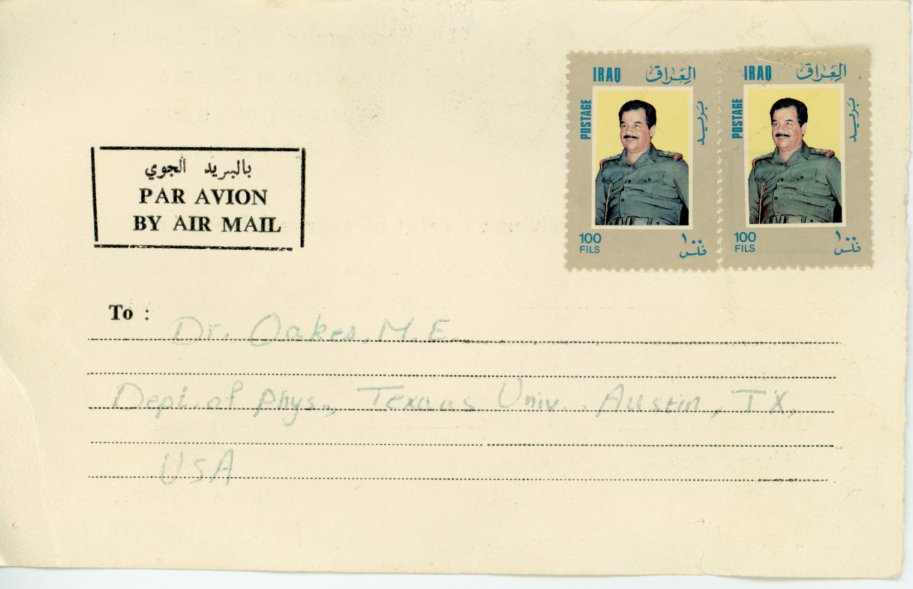 IRAQ العراق
POSTAGE
بريد
100
FILS
١٠٠
فلس
IRAQ العراق
POSTAGE
بريد
100
FILS
١٠٠
فلس
بالبريد الجوي
PAR AVION
BY AIR MAIL
To :
Dr. Oakes, M.E.
Dept. of Phys., Texaas Univ., Austin, TX,
USA